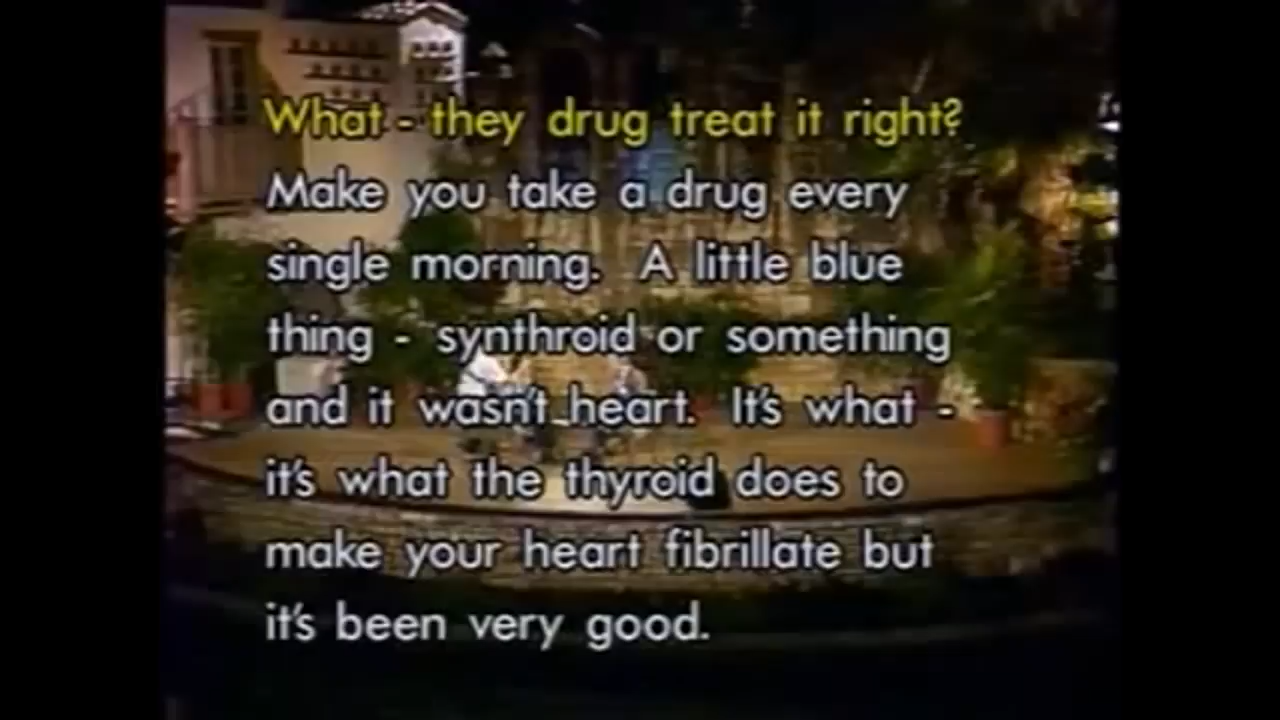 What - they drug treat it right?
Make you take a drug every
single morning. A little blue
thing - synthroid or something
and it wasn't heart. It's what -
it's what the thyroid does to
make your heart fibrillate but
it's been very good.